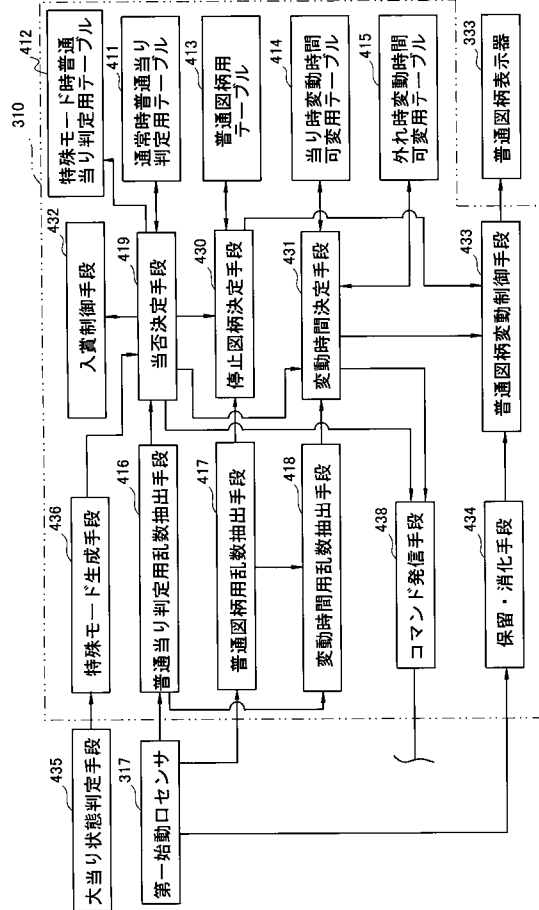 310
412
特殊モード時普通
当り判定用テーブル
411
通常時普通当り
判定用テーブル
413
普通図柄用
テーブル
414
当り時変動時間
可変用テーブル
415
外れ時変動時間
可変用テーブル
333
普通図柄表示器
432
入賞制御手段
419
当否決定手段
430
停止図柄決定手段
431
変動時間決定手段
433
普通図柄変動制御手段
436
特殊モード生成手段
416
普通当り判定用乱数抽出手段
417
普通図柄用乱数抽出手段
418
変動時間用乱数抽出手段
438
コマンド発信手段
434
保留・消化手段
435
大当り状態判定手段
317
第一始動口センサ